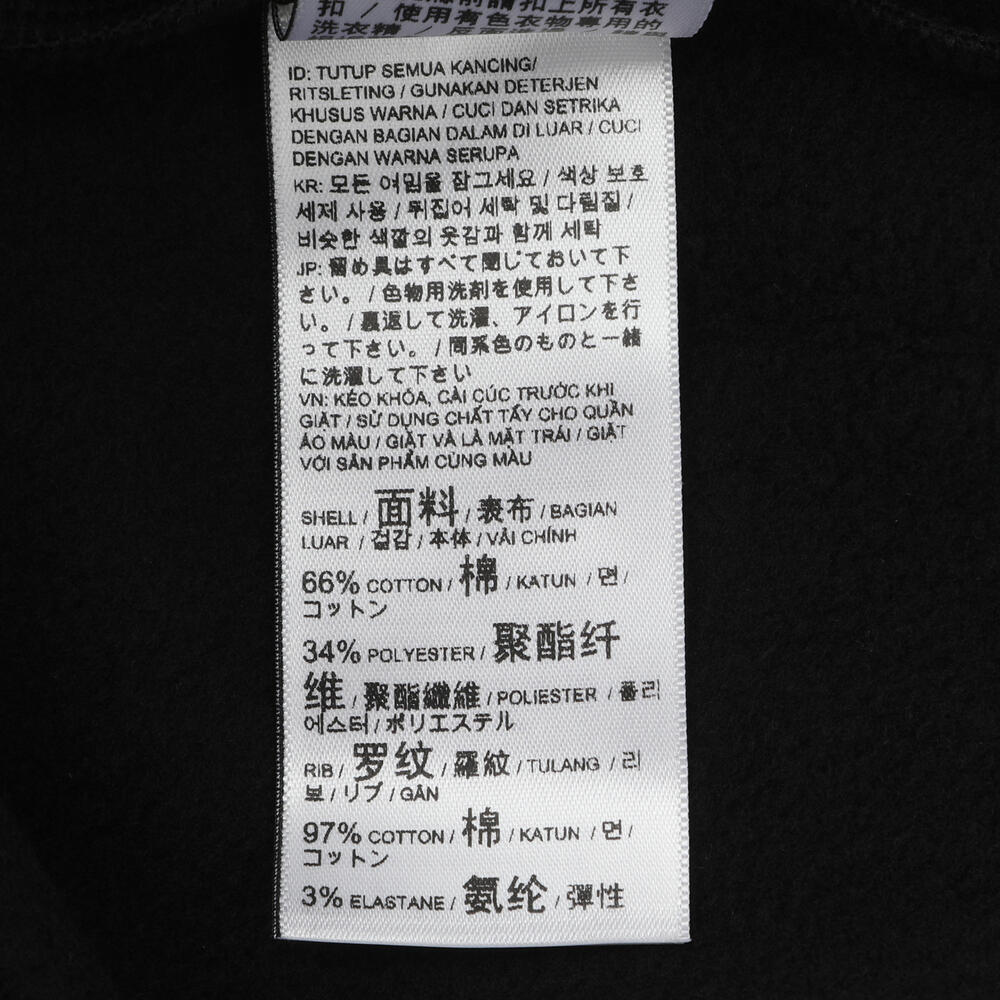 扣 / 使用有色衣物專用的
ID: TUTUP SEMUA KANCING/
RITSLETING / GUNAKAN DETERJEN
KHUSUS WARNA / CUCI DAN SETRIKA
DENGAN BAGIAN DALAM DI LUAR / CUCI
DENGAN WARNA SERUPA
KR: 모든 여밈을 잠그세요 / 색상 보호
세제 사용 / 뒤집어 세탁 및 다림질 /
비슷한 색깔의 옷감과 함께 세탁
JP: 留め具はすべて閉じておいて下
さい。 / 色物用洗剤を使用して下さ
い。 / 裏返して洗濯、アイロンを行
って下さい。 / 同系色のものと一緒
に洗濯して下さい
VN: KÉO KHÓA, CÀI CÚC TRƯỚC KHI
GIẶT / SỬ DỤNG CHẤT TẨY CHO QUẦN
ÁO MÀU / GIẶT VÀ LÀ MẶT TRÁI / GIẶT
VỚI SẢN PHẨM CÙNG MÀU
SHELL / 面料 / 表布 / BAGIAN
LUAR / 겉감 / 本体 / VẢI CHÍNH
66% COTTON / 棉 / KATUN / 면 /
コットン
34% POLYESTER / 聚酯纤
维 / 聚酯纖維 / POLIESTER / 폴리
에스터 / ポリエステル
RIB / 罗纹 / 羅紋 / TULANG / 리
브 / リブ / GÂN
97% COTTON / 棉 / KATUN / 면 /
コットン
3% ELASTANE / 氨纶 / 彈性